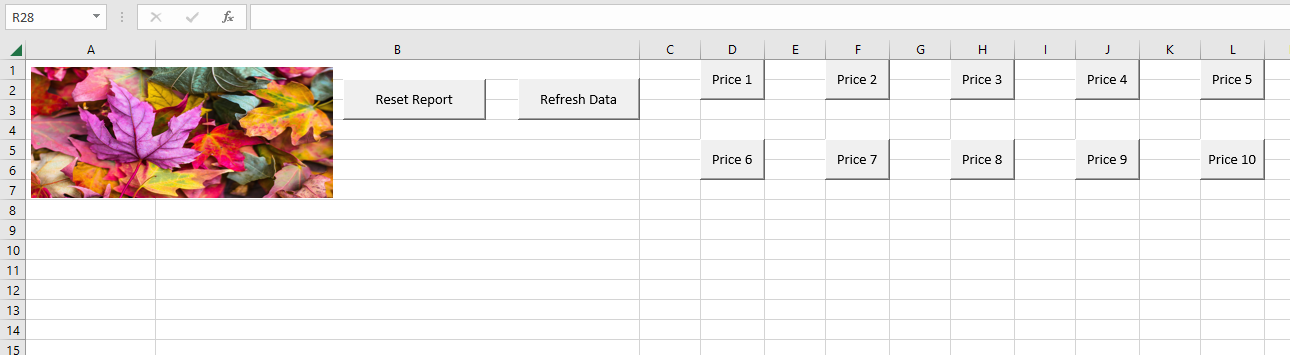 R28 fx
A B C D E F G H I J K L
1 Price 1 Price 2 Price 3 Price 4 Price 5
2
Reset Report Refresh Data
3
4
5 Price 6 Price 7 Price 8 Price 9 Price 10
6
7
8
9
10
11
12
13
14
15